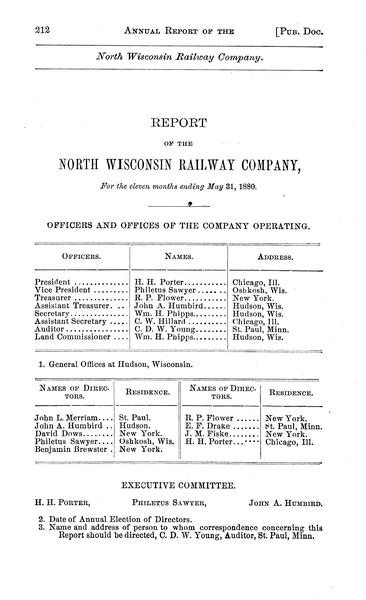 212 ANNUAL REPORT OF THE [PUB. DOC.
North Wisconsin Railway Company.
REPORT
OF THE
NORTH WISCONSIN RAILWAY COMPANY,
For the eleven months ending May 31, 1880.
OFFICERS AND OFFICES OF THE COMPANY OPERATING.
OFFICERS. NAMES. ADDRESS.
President .............. H. H. Porter........... Chicago, Ill.
Vice President ......... Philetus Sawyer....... Oshkosh, Wis.
Treasurer .............. R. P. Flower........... New York.
Assistant Treasurer. .. John A. Humbird.. Hudson, Wis.
Secretary............... Wm. H. Phipps........ Hudson, Wis.
Assistant Secretary .... C. W. Hillard .......... Chicago, Ill.
Auditor................. C. D. W. Young....... St. Paul, Minn.
Land Commissioner .... Wm. H. Phipps........ Hudson, Wis.
1. General Offices at Hudson, Wisconsin.
NAMES OF DIREC-
TORS. RESIDENCE. NAMES OF DIREC-
TORS. RESIDENCE.
John L. Merriam.... St. Paul. R. P. Flower ...... New York.
John A. Humbird .. Hudson. E. F. Drake ....... St. Paul, Minn.
David Dows........ New York. J. M. Fiske........ New York.
Philetus Sawyer.... Oshkosh, Wis. H. H. Porter....... Chicago, Ill.
Benjamin Brewster . New York.
EXECUTIVE COMMITTEE.
H. H. PORTER, PHILETUS SAWYER, JOHN A. HUMBIRD.
2. Date of Annual Election of Directors.
3. Name and address of person to whom correspondence concerning this
Report should be directed, C. D. W. Young, Auditor, St. Paul, Minn.